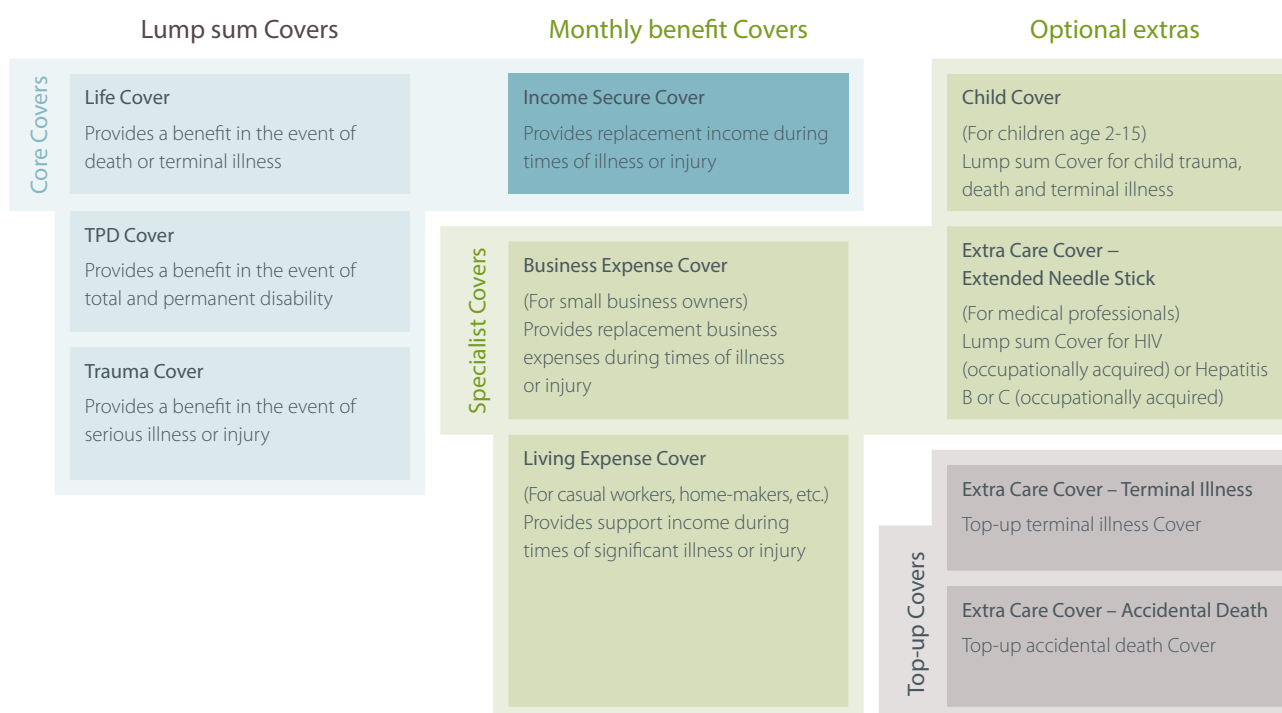 Lump sum Covers
Monthly benefit Covers
Optional extras
Core Covers
Life Cover
Provides a benefit in the event of
death or terminal illness
TPD Cover
Provides a benefit in the event of
total and permanent disability
Trauma Cover
Provides a benefit in the event of
serious illness or injury
Income Secure Cover
Provides replacement income during
times of illness or injury
Specialist Covers
Business Expense Cover
(For small business owners)
Provides replacement business
expenses during times of illness
or injury
Living Expense Cover
(For casual workers, home-makers, etc.)
Provides support income during
times of significant illness or injury
Child Cover
(For children age 2-15)
Lump sum Cover for child trauma,
death and terminal illness
Extra Care Cover –
Extended Needle Stick
(For medical professionals)
Lump sum Cover for HIV
(occupationally acquired) or Hepatitis
B or C (occupationally acquired)
Top-up Covers
Extra Care Cover – Terminal Illness
Top-up terminal illness Cover
Extra Care Cover – Accidental Death
Top-up accidental death Cover